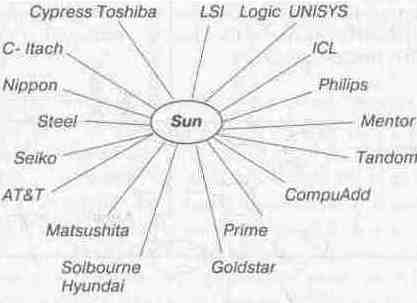 Cypress Toshiba LSI Logic UNISYS
C- Itach ICL
Nippon Philips
Steel Sun Mentor
Seiko Tandom
AT&T CompuAdd
Matsushita Prime
Solbourne Goldstar
Hyundai